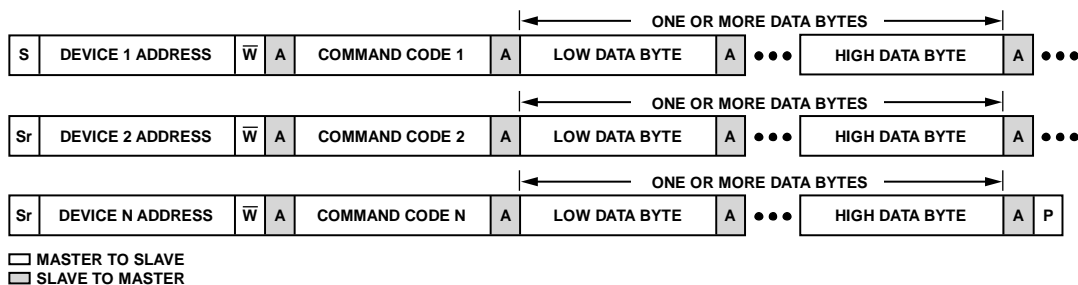 ONE OR MORE DATA BYTES
S DEVICE 1 ADDRESS W̅ A COMMAND CODE 1 A LOW DATA BYTE A ••• HIGH DATA BYTE A •••
ONE OR MORE DATA BYTES
Sr DEVICE 2 ADDRESS W̅ A COMMAND CODE 2 A LOW DATA BYTE A ••• HIGH DATA BYTE A •••
ONE OR MORE DATA BYTES
Sr DEVICE N ADDRESS W̅ A COMMAND CODE N A LOW DATA BYTE A ••• HIGH DATA BYTE A P
MASTER TO SLAVE
SLAVE TO MASTER